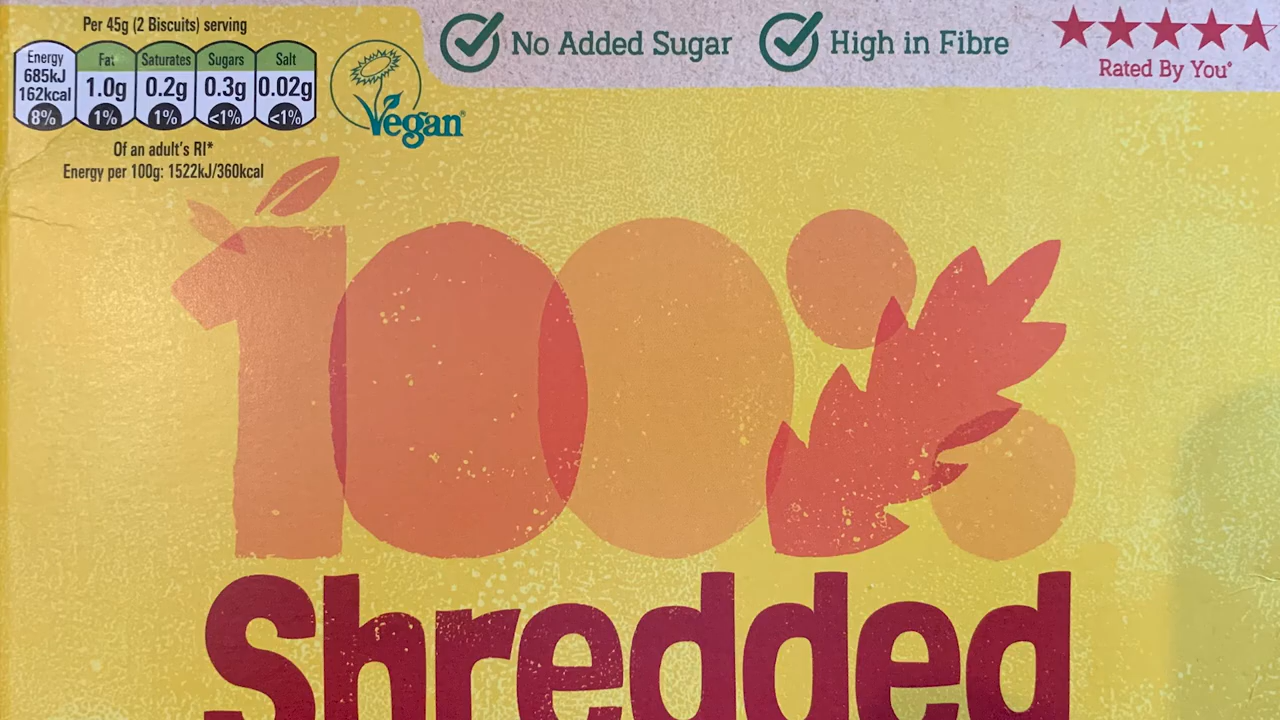 Per 45g (2 Biscuits) serving
Energy Fat Saturates Sugars Salt
685kJ
162kcal 1.0g 0.2g 0.3g 0.02g
8% 1% 1% <1% <1%
Of an adult's RI*
Energy per 100g: 1522kJ/360kcal
Vegan®
No Added Sugar
High in Fibre
Rated By You°
100%
Shredded